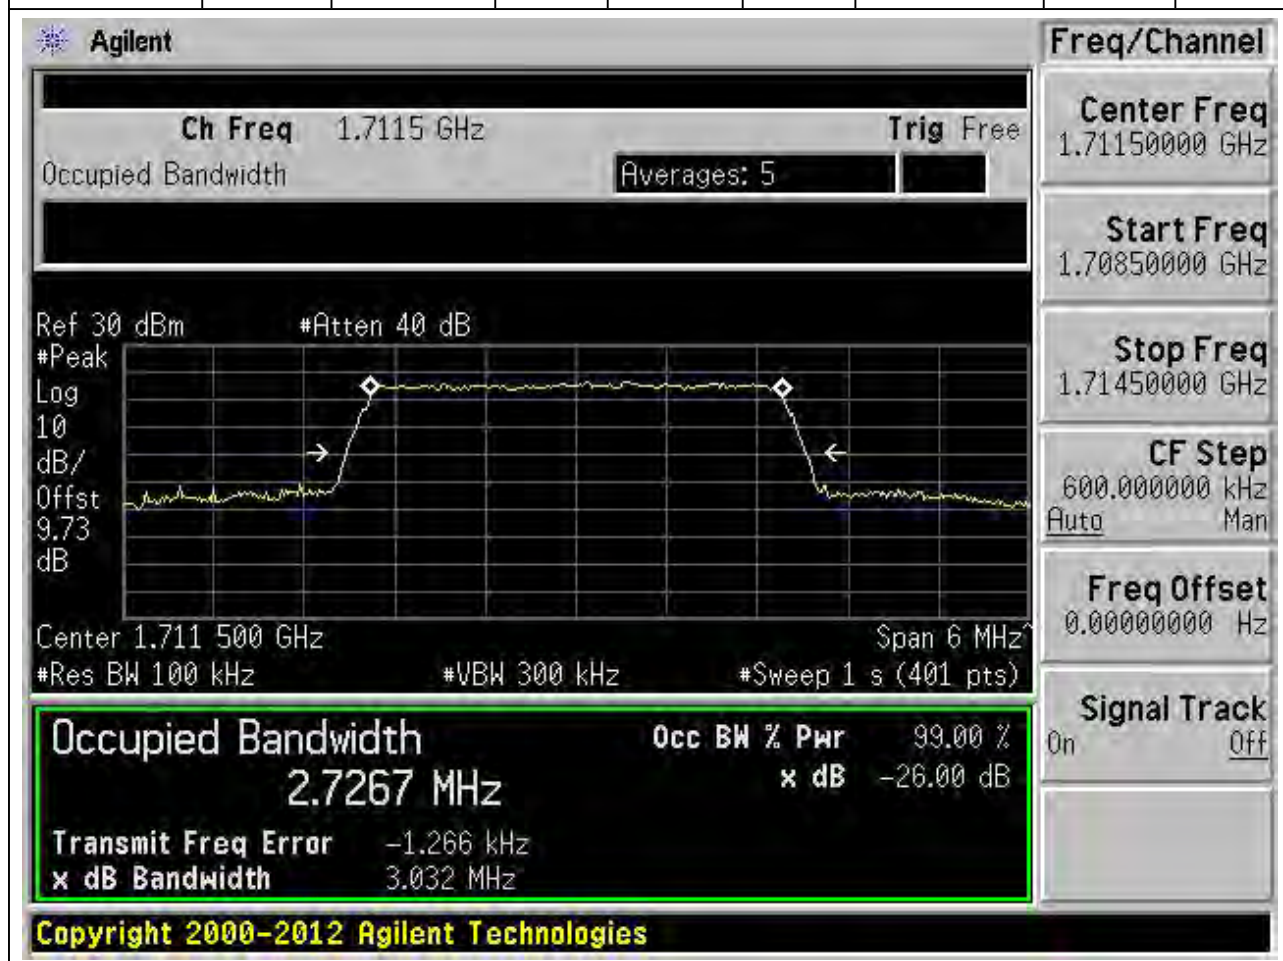 Agilent
Freq/Channel
Ch Freq 1.7115 GHz Trig Free
Occupied Bandwidth Averages: 5
Center Freq
1.71150000 GHz
Start Freq
1.70850000 GHz
Stop Freq
1.71450000 GHz
CF Step
600.000000 kHz
Auto Man
Freq Offset
0.00000000 Hz
Signal Track
On Off
Ref 30 dBm #Atten 40 dB
#Peak
Log
10
dB/
Offst
9.73
dB
Center 1.711 500 GHz Span 6 MHz^
#Res BW 100 kHz #VBW 300 kHz #Sweep 1 s (401 pts)
Occupied Bandwidth
2.7267 MHz
Occ BW % Pwr 99.00 %
x dB -26.00 dB
Transmit Freq Error -1.266 kHz
x dB Bandwidth 3.032 MHz
Copyright 2000-2012 Agilent Technologies